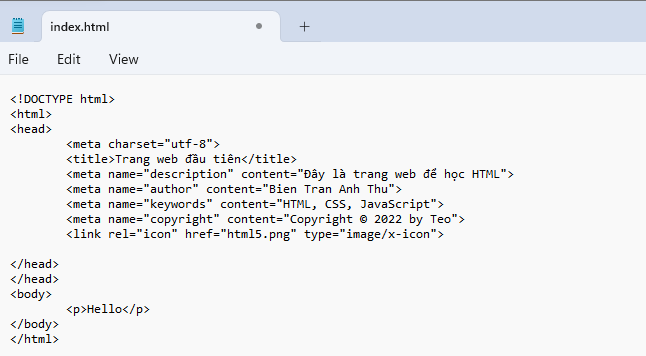 index.html
File Edit View
<!DOCTYPE html>
<html>
<head>
<meta charset="utf-8">
<title>Trang web đầu tiên</title>
<meta name="description" content="Đây là trang web để học HTML">
<meta name="author" content="Bien Tran Anh Thu">
<meta name="keywords" content="HTML, CSS, JavaScript">
<meta name="copyright" content="Copyright © 2022 by Teo">
<link rel="icon" href="html5.png" type="image/x-icon">
</head>
</head>
<body>
<p>Hello</p>
</body>
</html>